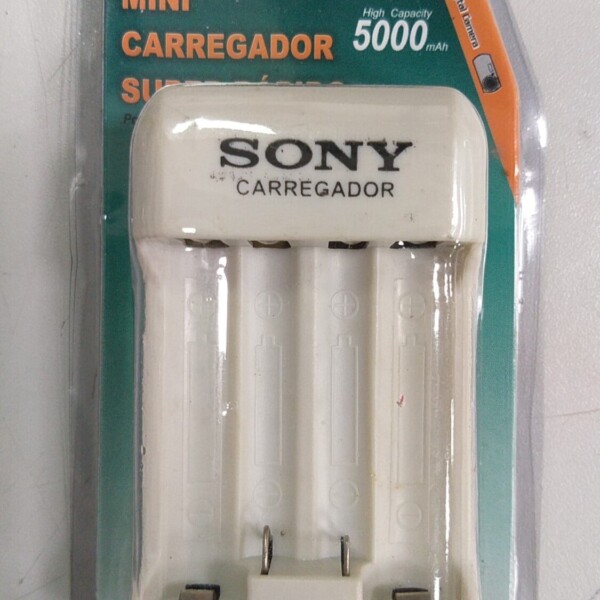 MINI
High Capacity
CARREGADOR
5000mAh
SONY
CARREGADOR